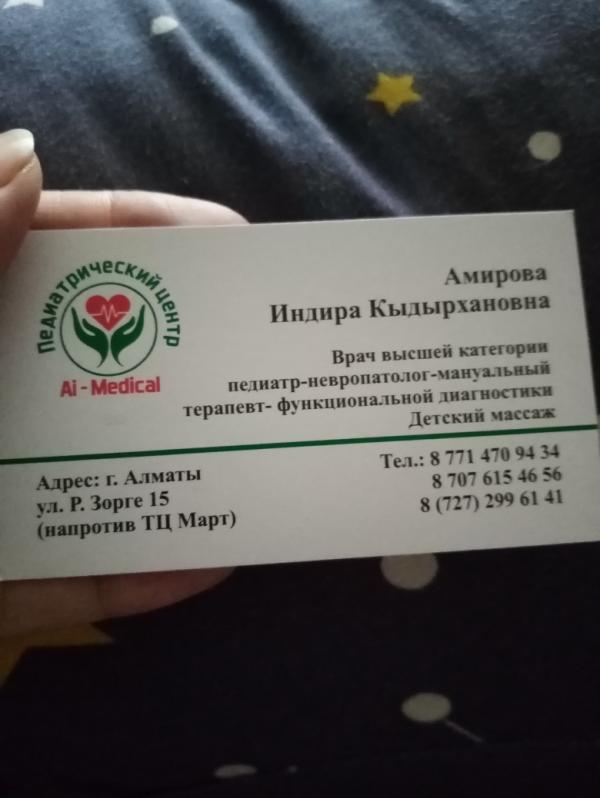 Педиатрический центр
Ai - Medical
Амирова
Индира Кыдырхановна
Врач высшей категории
педиатр-невропатолог-мануальный
терапевт- функциональной диагностики
Детский массаж
Адрес: г. Алматы
ул. Р. Зорге 15
(напротив ТЦ Март)
Тел.: 8 771 470 94 34
8 707 615 46 56
8 (727) 299 61 41